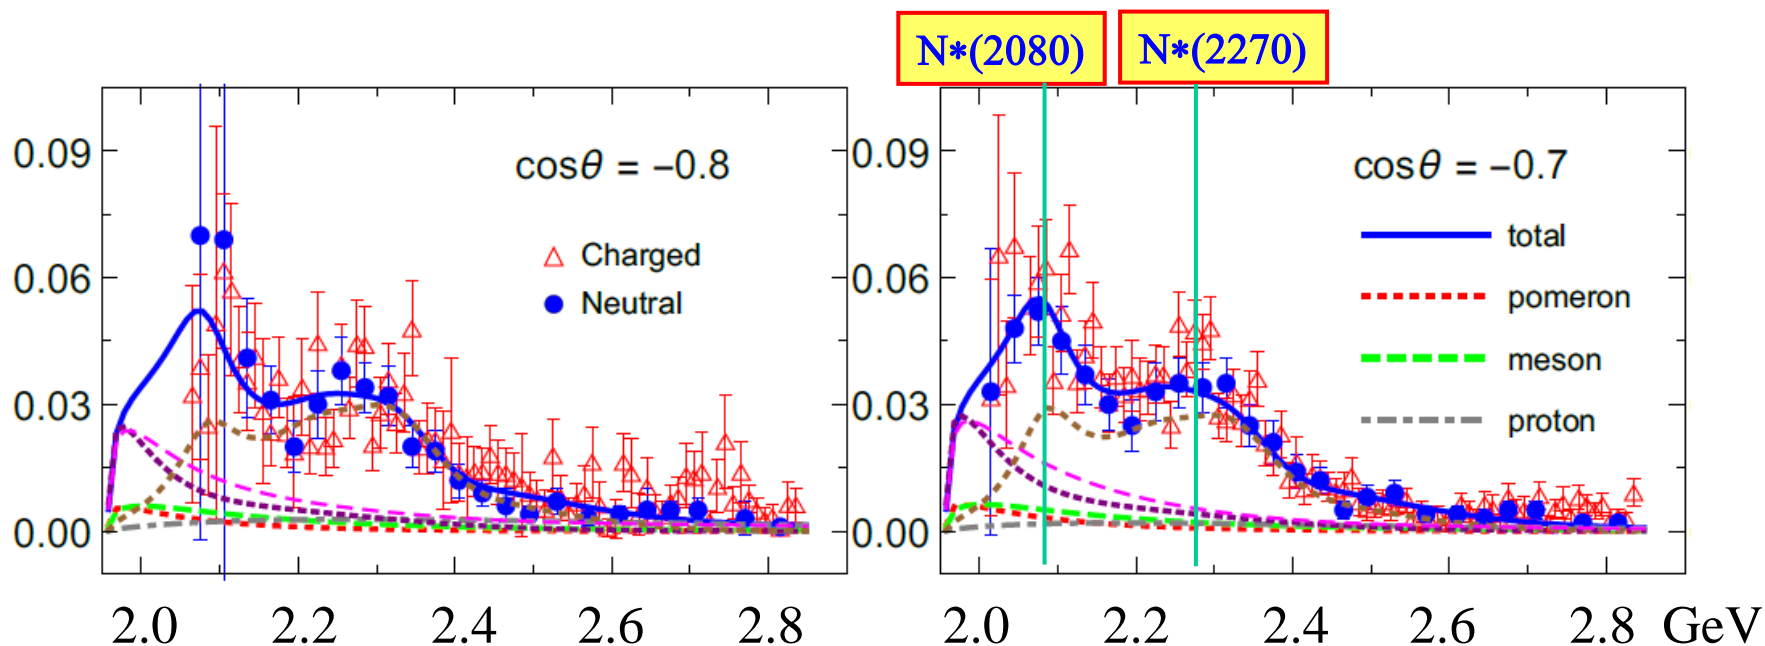 N*(2080) N*(2270)
0.09
0.06
0.03
0.00
cosθ = −0.8
Charged
Neutral
2.0 2.2 2.4 2.6 2.8
0.09
0.06
0.03
0.00
cosθ = −0.7
total
pomeron
meson
proton
2.0 2.2 2.4 2.6 2.8 GeV